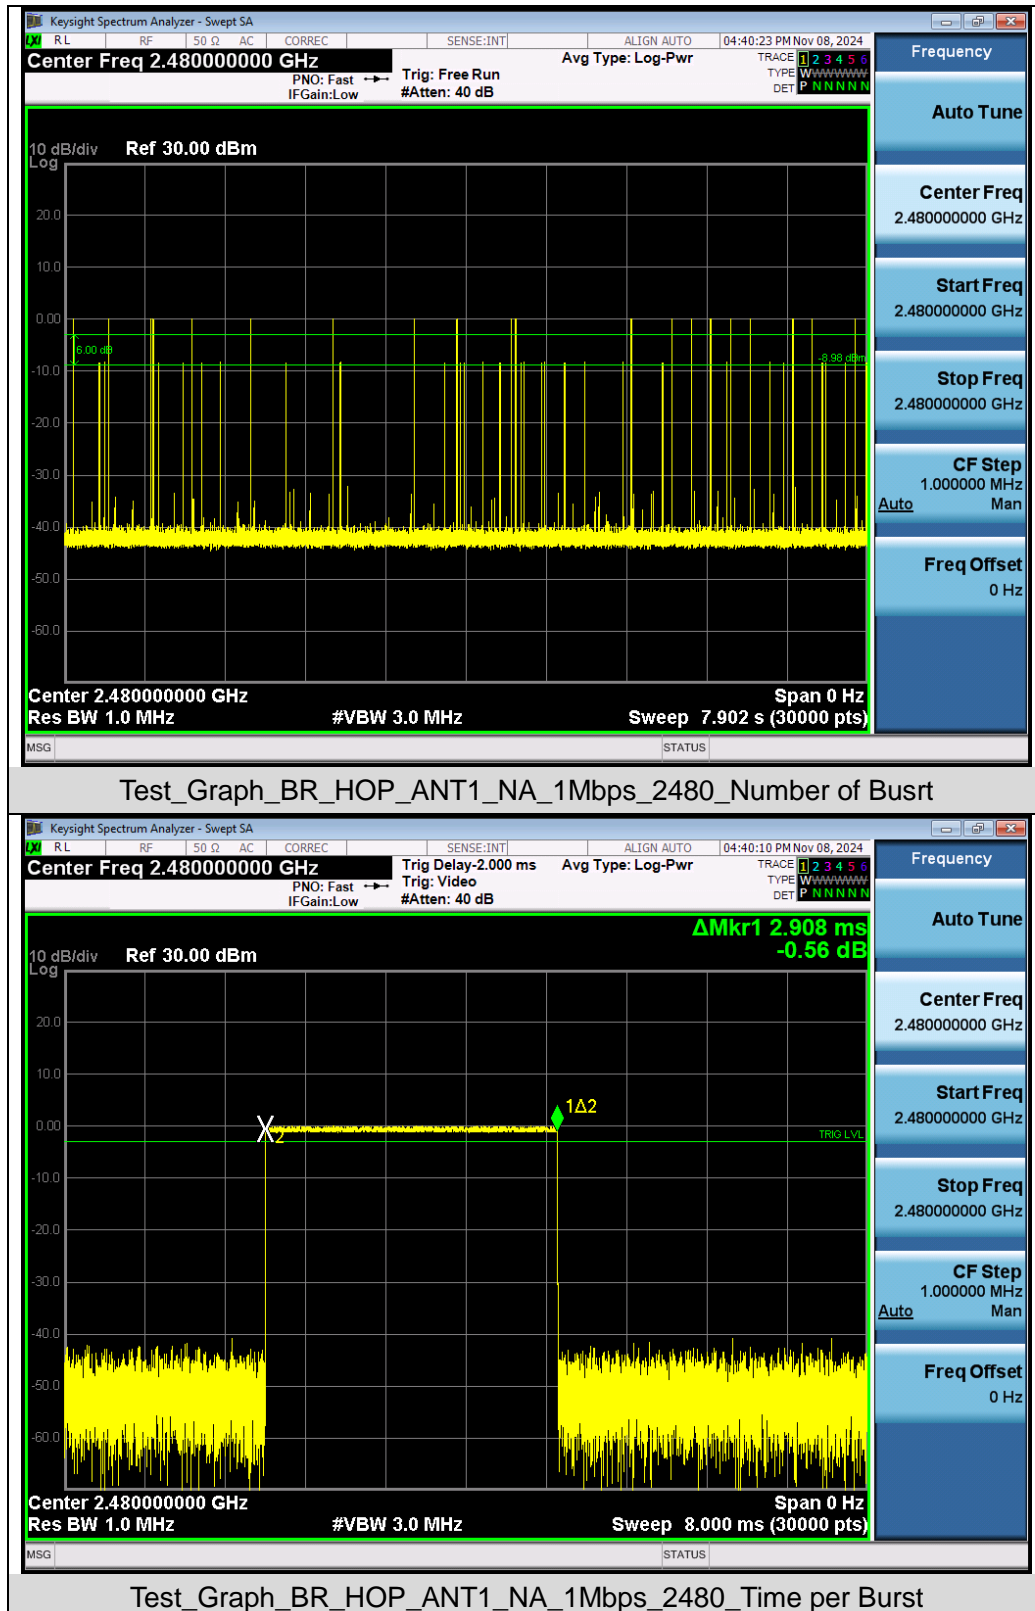 Keysight Spectrum Analyzer - Swept SA
LXI RL RF 50 Ω AC CORREC SENSE:INT ALIGN AUTO 04:40:23 PM Nov 08, 2024
Center Freq 2.480000000 GHz Avg Type: Log-Pwr TRACE 1 2 3 4 5 6
PNO: Fast Trig: Free Run TYPE WWWWWW
IFGain:Low #Atten: 40 dB DET P N N N N N
Frequency
Auto Tune
10 dB/div Ref 30.00 dBm
Log
20.0
10.0
0.00
6.00 dB
-8.98 dBm
-10.0
-20.0
-30.0
-40.0
-50.0
-60.0
Center Freq
2.480000000 GHz
Start Freq
2.480000000 GHz
Stop Freq
2.480000000 GHz
CF Step
1.000000 MHz
Auto Man
Freq Offset
0 Hz
Center 2.480000000 GHz Span 0 Hz
Res BW 1.0 MHz #VBW 3.0 MHz Sweep 7.902 s (30000 pts)
MSG STATUS
Test_Graph_BR_HOP_ANT1_NA_1Mbps_2480_Number of Busrt
Keysight Spectrum Analyzer - Swept SA
LXI RL RF 50 Ω AC CORREC SENSE:INT ALIGN AUTO 04:40:10 PM Nov 08, 2024
Center Freq 2.480000000 GHz Trig Delay-2.000 ms Avg Type: Log-Pwr TRACE 1 2 3 4 5 6
PNO: Fast Trig: Video TYPE WWWWWW
IFGain:Low #Atten: 40 dB DET P N N N N N
Frequency
Auto Tune
ΔMkr1 2.908 ms
-0.56 dB
10 dB/div Ref 30.00 dBm
Log
20.0
10.0
0.00
X2
1Δ2
TRIG LVL
-10.0
-20.0
-30.0
-40.0
-50.0
-60.0
Center Freq
2.480000000 GHz
Start Freq
2.480000000 GHz
Stop Freq
2.480000000 GHz
CF Step
1.000000 MHz
Auto Man
Freq Offset
0 Hz
Center 2.480000000 GHz Span 0 Hz
Res BW 1.0 MHz #VBW 3.0 MHz Sweep 8.000 ms (30000 pts)
MSG STATUS
Test_Graph_BR_HOP_ANT1_NA_1Mbps_2480_Time per Burst